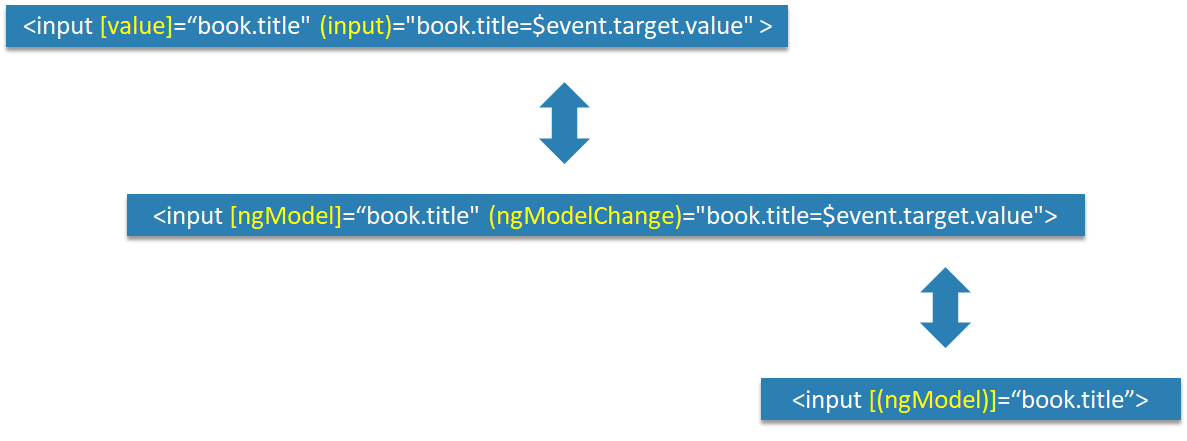 <input [value]=“book.title" (input)="book.title=$event.target.value" >
<input [ngModel]=“book.title" (ngModelChange)="book.title=$event.target.value">
<input [(ngModel)]=“book.title”>